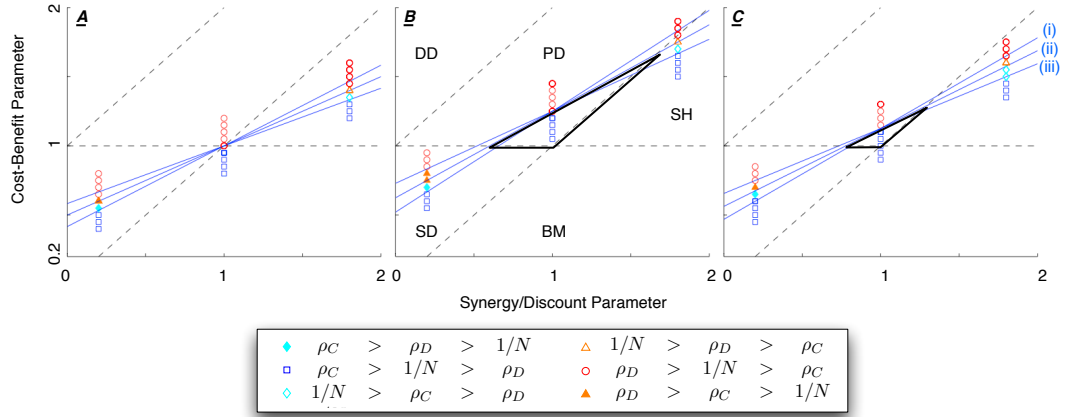 A B C
2
DD PD (i)
(ii)
(iii)
Cost-Benefit Parameter
SH
1
SD BM
0.2
0 1 2 0 1 2 0 1 2
Synergy/Discount Parameter
ρ_C > ρ_D > 1/N 1/N > ρ_D > ρ_C
ρ_C > 1/N > ρ_D ρ_D > 1/N > ρ_C
1/N > ρ_C > ρ_D ρ_D > ρ_C > 1/N